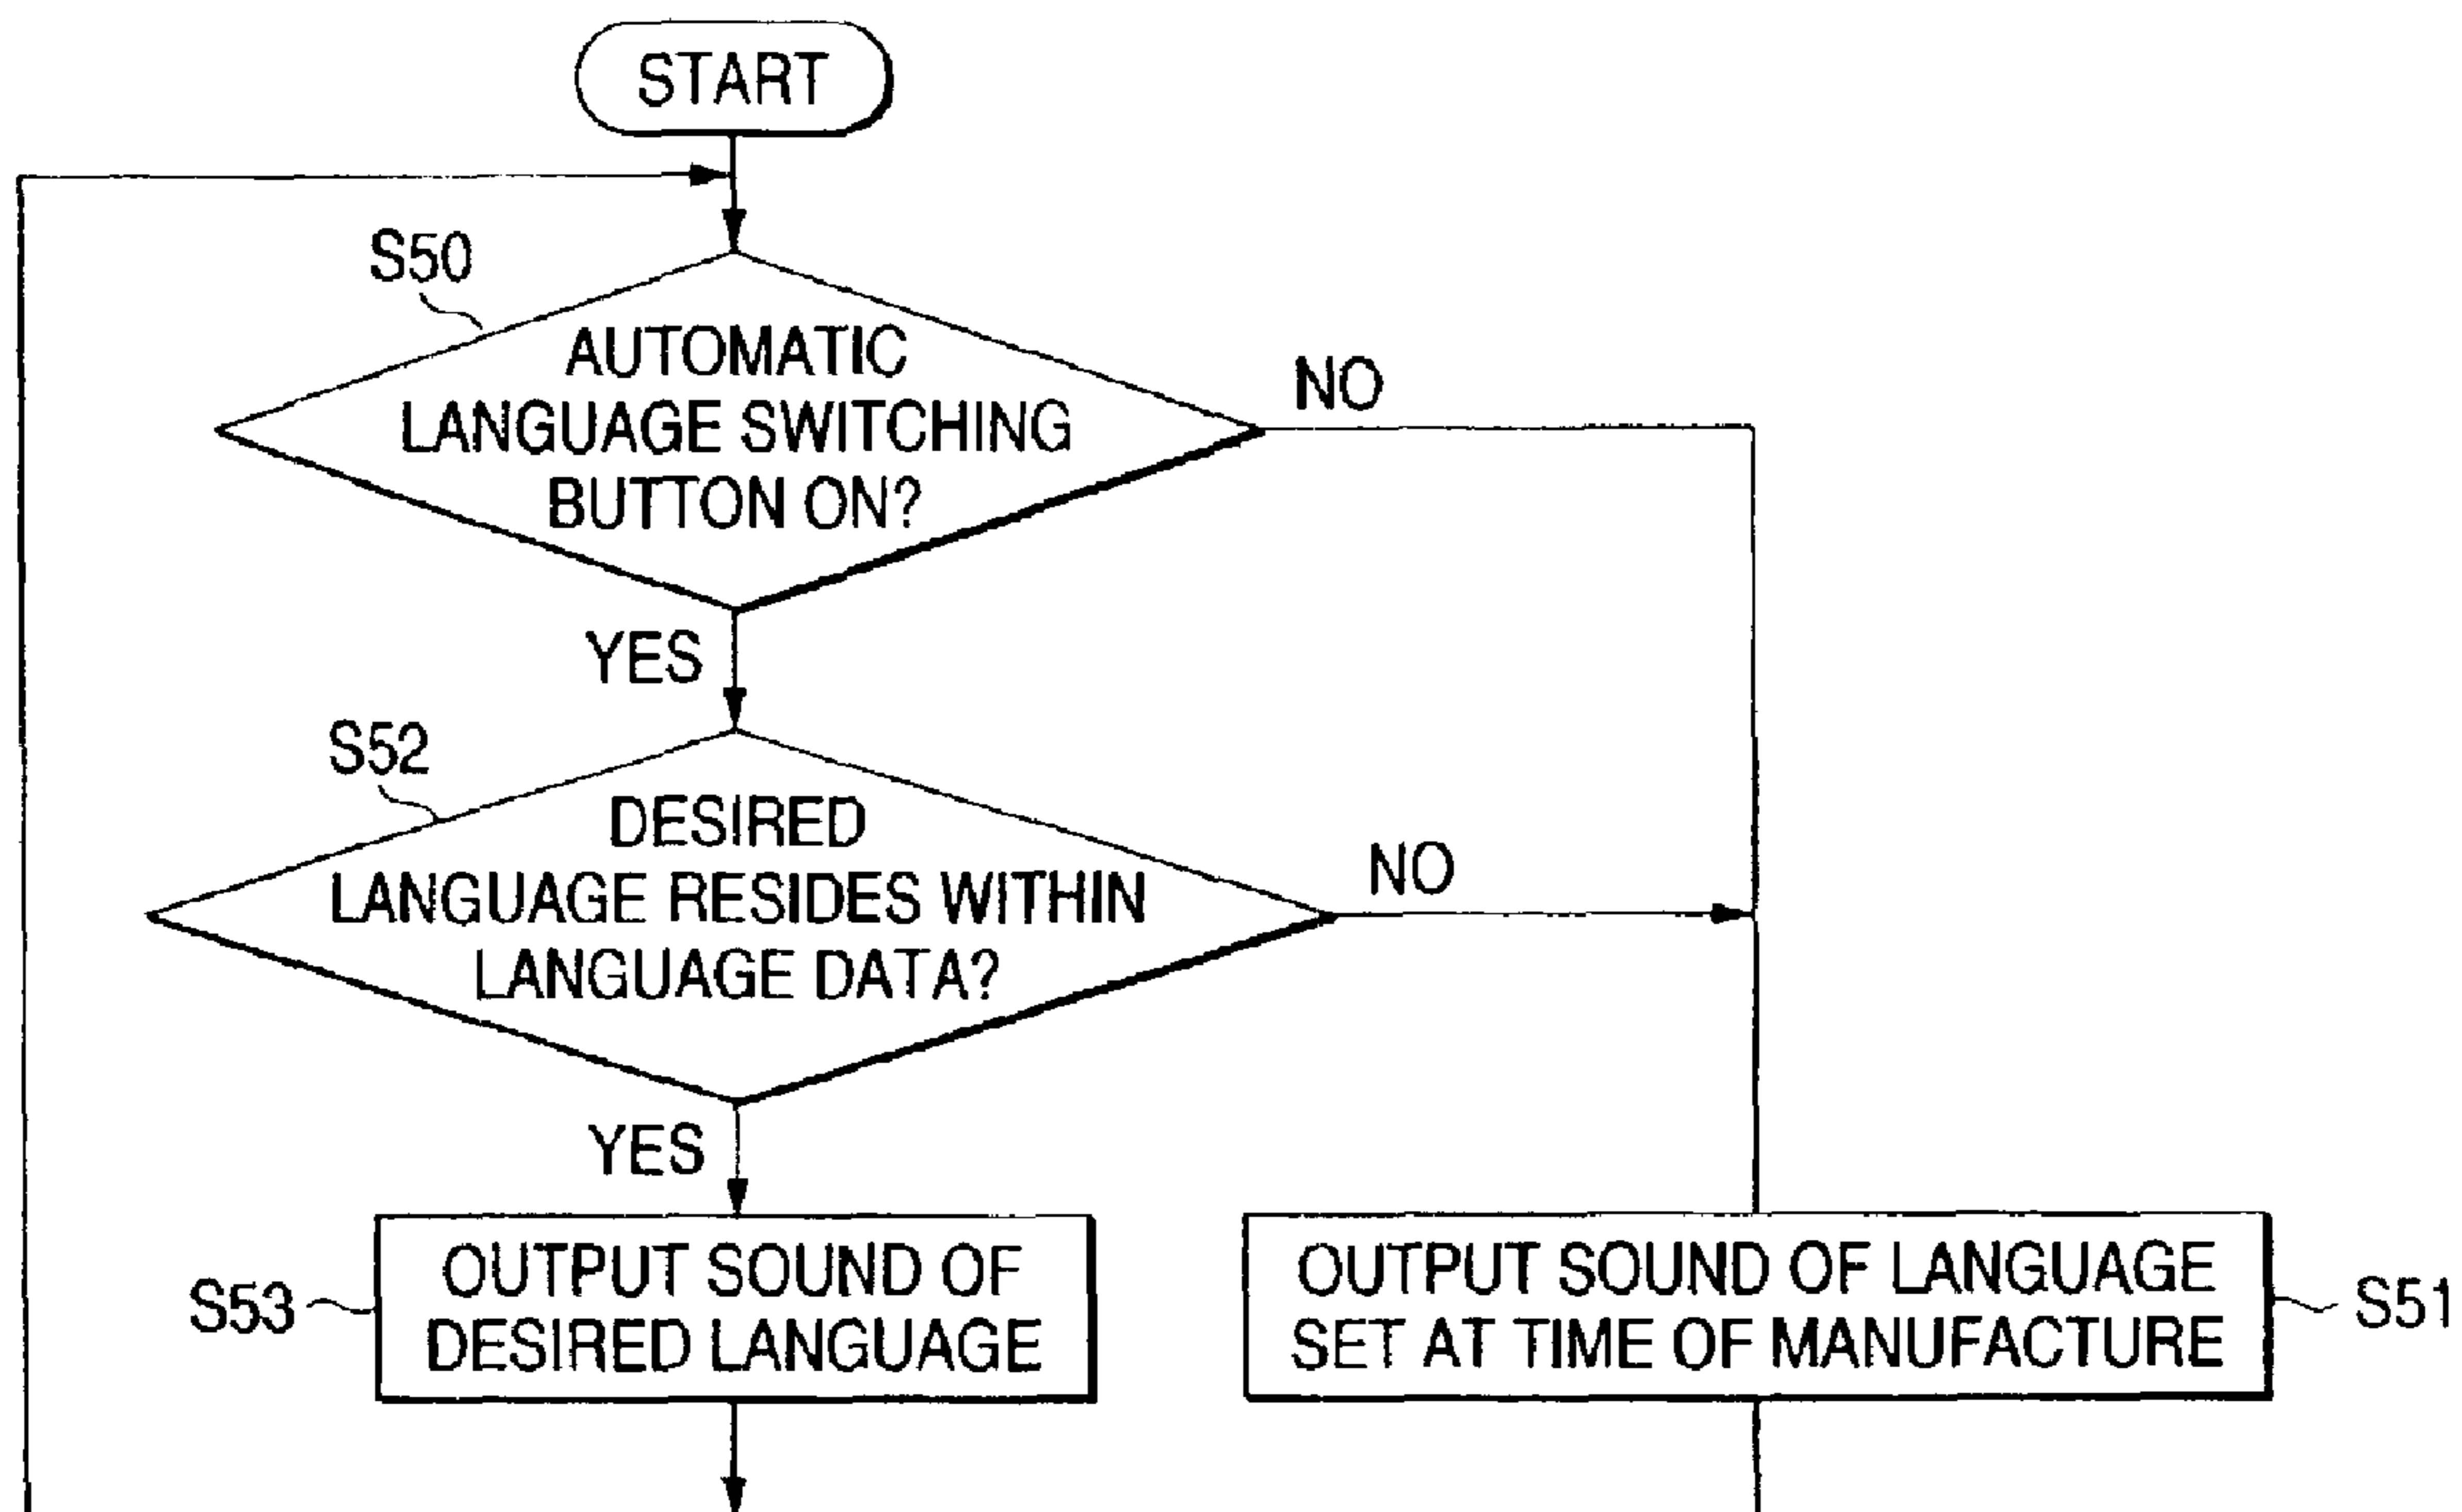 START
S50
AUTOMATIC
LANGUAGE SWITCHING
BUTTON ON?
NO
YES
S52
DESIRED
LANGUAGE RESIDES WITHIN
LANGUAGE DATA?
NO
YES
S53
OUTPUT SOUND OF
DESIRED LANGUAGE
OUTPUT SOUND OF LANGUAGE
SET AT TIME OF MANUFACTURE
S51